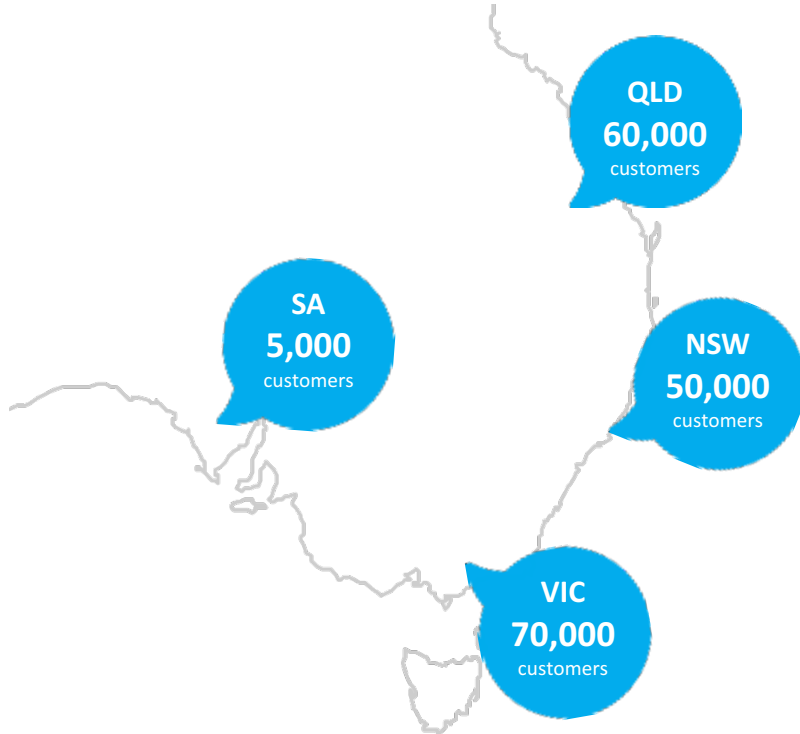 QLD
60,000
customers
SA
5,000
customers
NSW
50,000
customers
VIC
70,000
customers